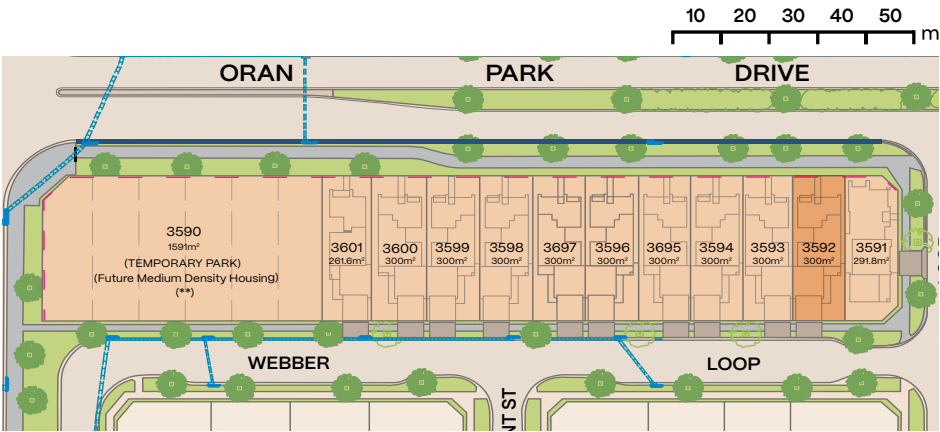 10 20 30 40 50
m
ORAN PARK DRIVE
3590
1591m²
(TEMPORARY PARK)
(Future Medium Density Housing)
(**)
3601
261.6m²
3600
300m²
3599
300m²
3598
300m²
3697
300m²
3596
300m²
3695
300m²
3594
300m²
3593
300m²
3592
300m²
3591
291.8m²
WEBBER LOOP
NT ST